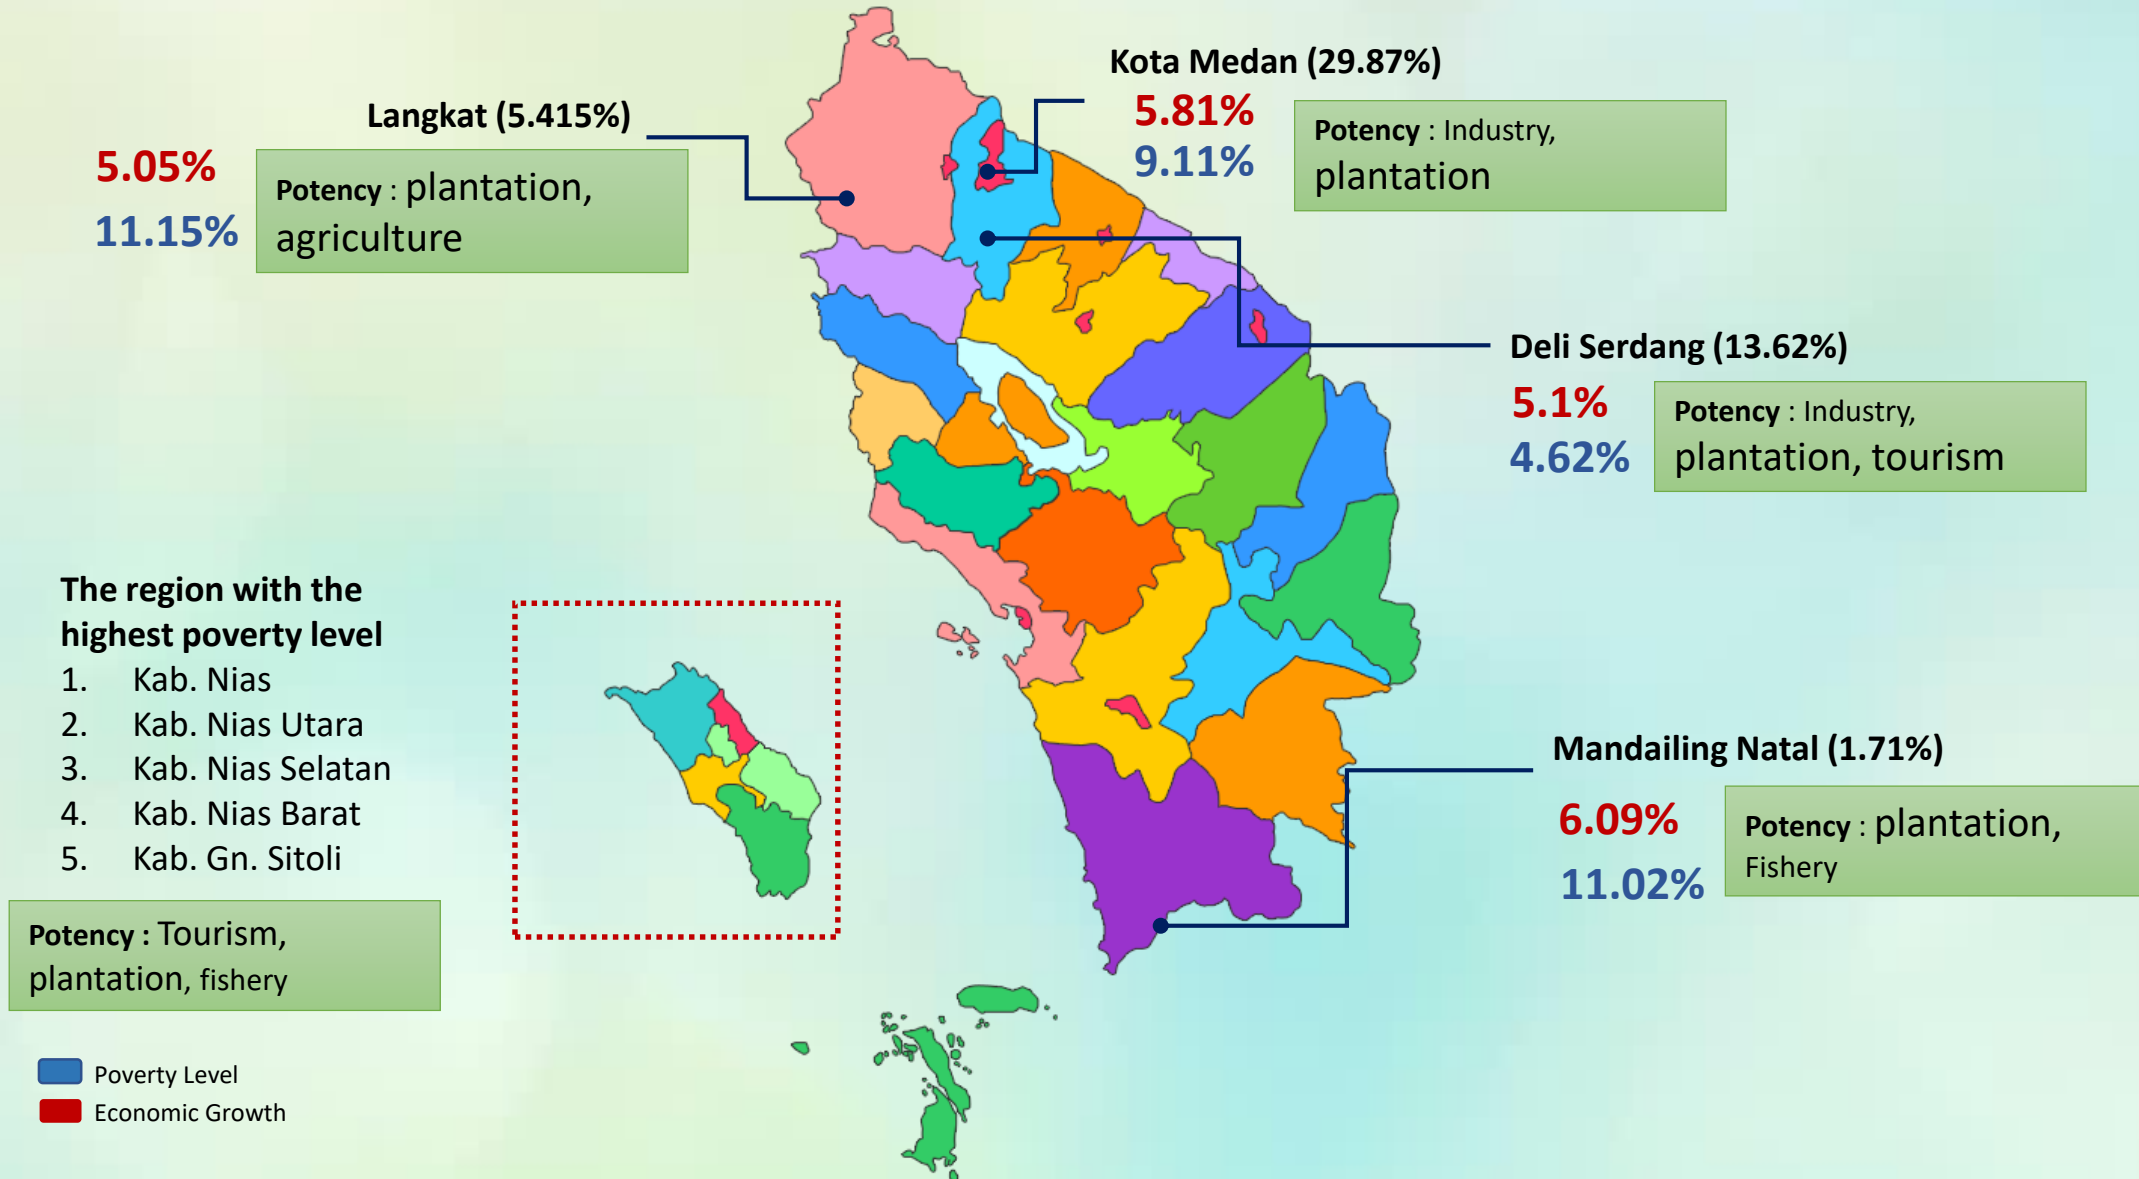 Kota Medan (29.87%)
5.81%
9.11%
Potency : Industry,
plantation
Langkat (5.415%)
5.05%
11.15%
Potency : plantation,
agriculture
Deli Serdang (13.62%)
5.1%
4.62%
Potency : Industry,
plantation, tourism
The region with the
highest poverty level
1. Kab. Nias
2. Kab. Nias Utara
3. Kab. Nias Selatan
4. Kab. Nias Barat
5. Kab. Gn. Sitoli
Potency : Tourism,
plantation, fishery
Mandailing Natal (1.71%)
6.09%
11.02%
Potency : plantation,
Fishery
Poverty Level
Economic Growth